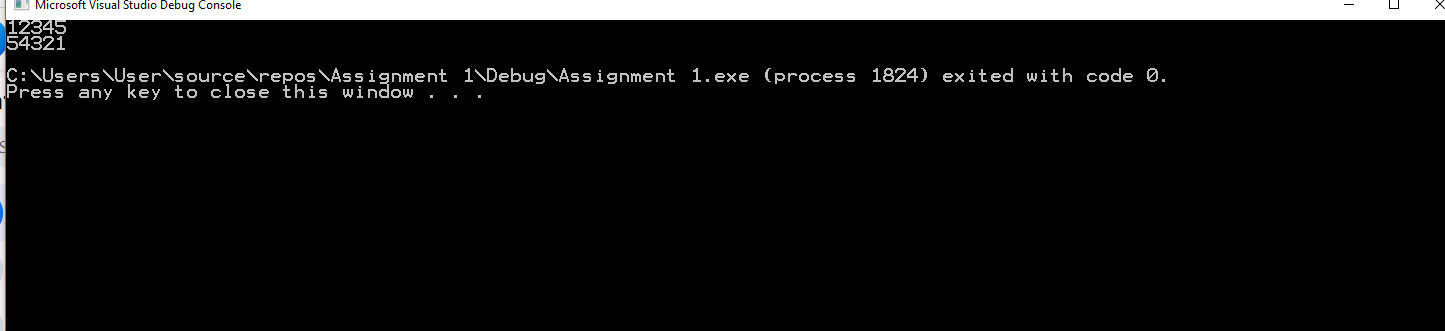 Microsoft Visual Studio Debug Console
12345
54321
C:\Users\User\source\repos\Assignment 1\Debug\Assignment 1.exe (process 1824) exited with code 0.
Press any key to close this window . . .